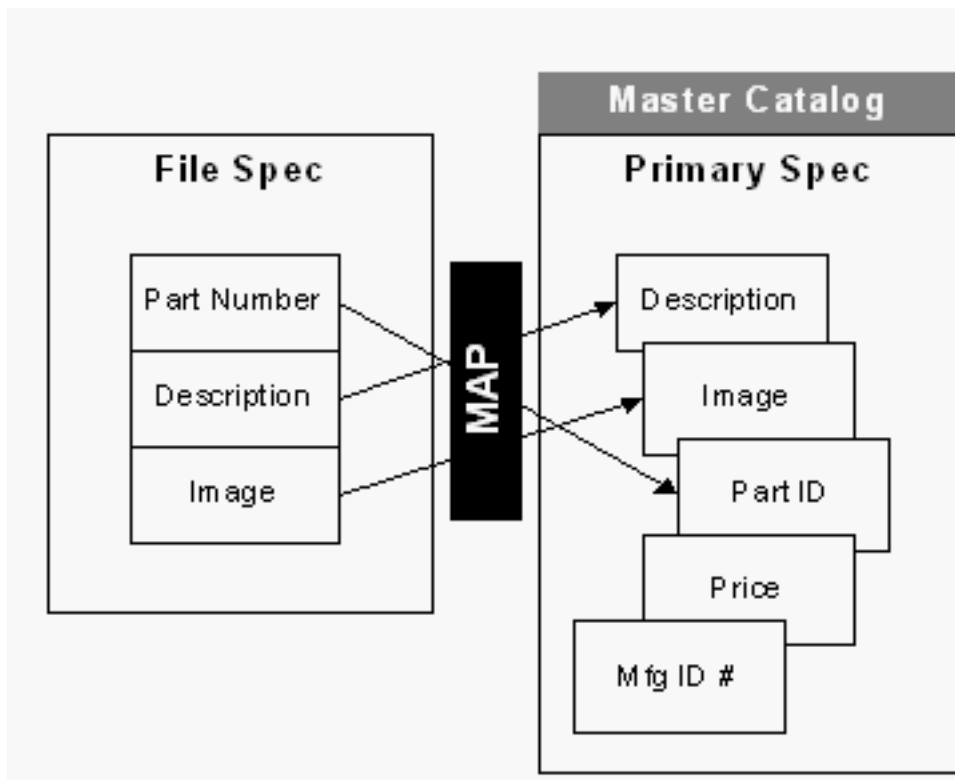 Master Catalog
File Spec
Primary Spec
Part Number
Description
Image
MAP
Description
Image
Part ID
Price
Mfg ID #